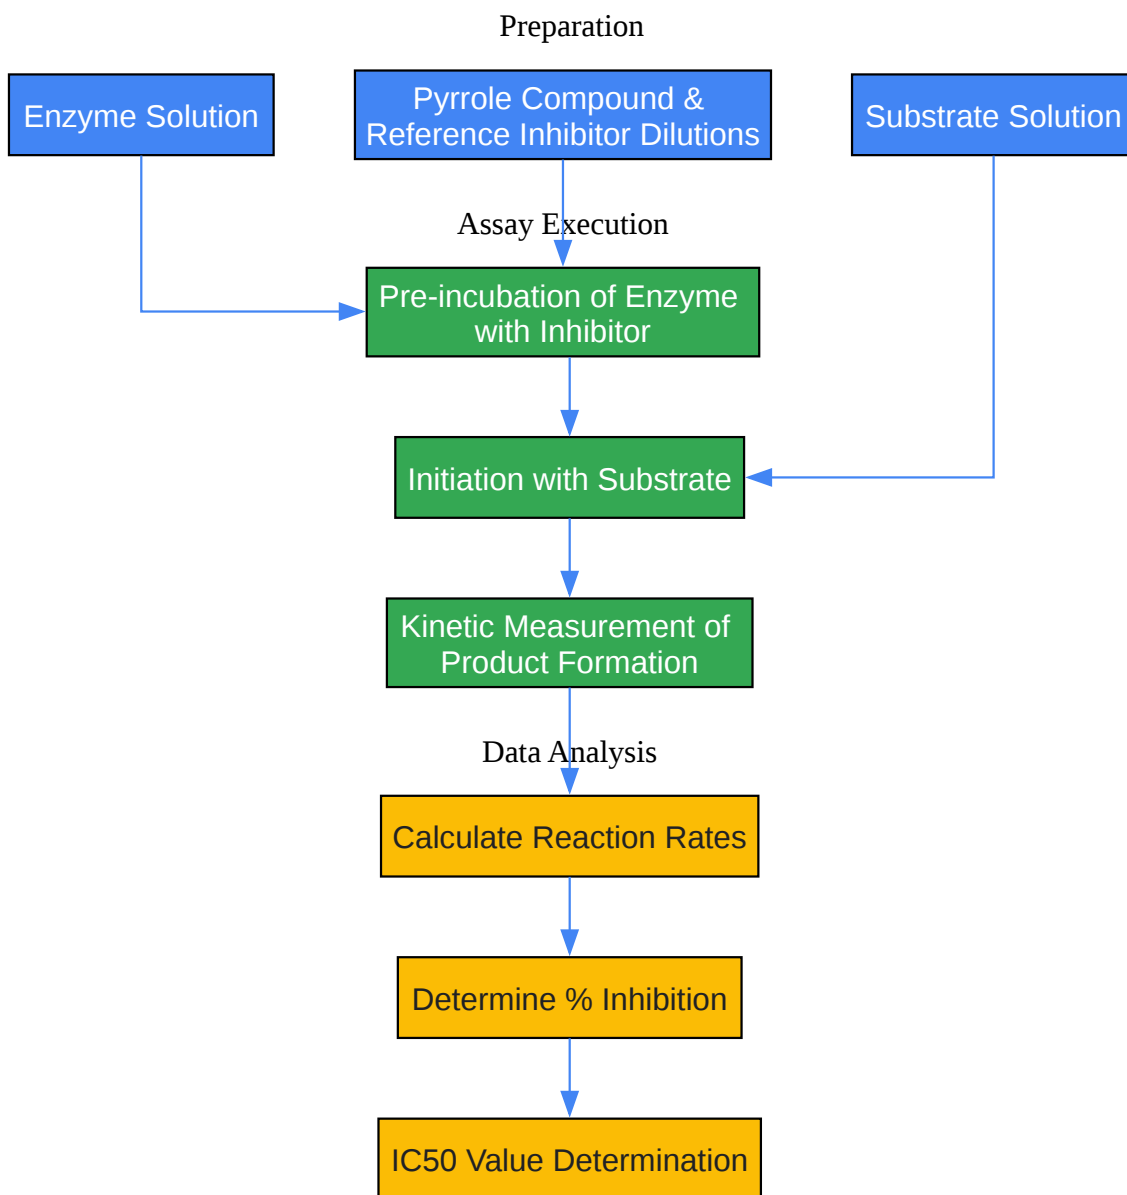 Preparation
Enzyme Solution
Pyrrole Compound &
Reference Inhibitor Dilutions
Substrate Solution
Assay Execution
Pre-incubation of Enzyme
with Inhibitor
Initiation with Substrate
Kinetic Measurement of
Product Formation
Data Analysis
Calculate Reaction Rates
Determine % Inhibition
IC50 Value Determination